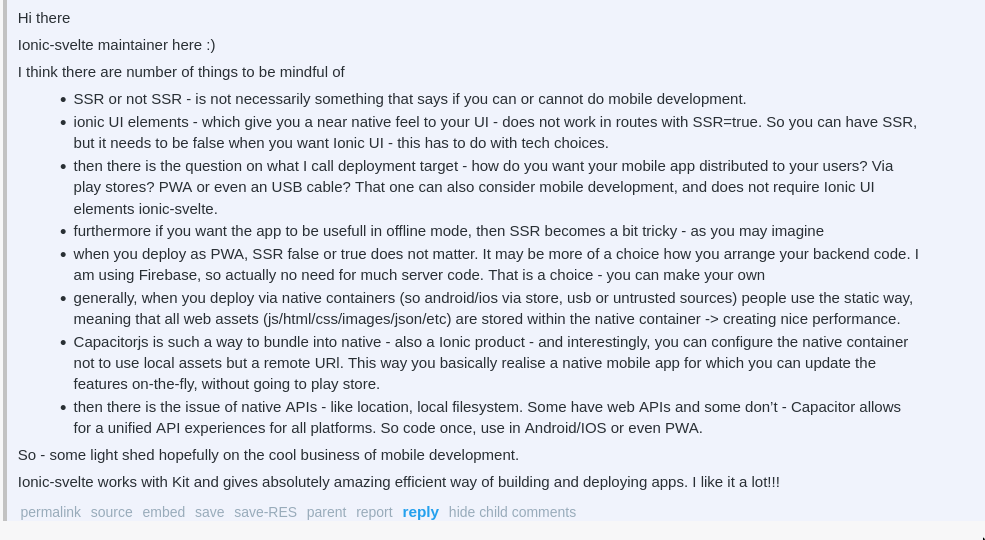 Hi there
Ionic-svelte maintainer here :)
I think there are number of things to be mindful of
• SSR or not SSR - is not necessarily something that says if you can or cannot do mobile development.
• ionic UI elements - which give you a near native feel to your UI - does not work in routes with SSR=true. So you can have SSR,
but it needs to be false when you want Ionic UI - this has to do with tech choices.
• then there is the question on what I call deployment target - how do you want your mobile app distributed to your users? Via
play stores? PWA or even an USB cable? That one can also consider mobile development, and does not require Ionic UI
elements ionic-svelte.
• furthermore if you want the app to be usefull in offline mode, then SSR becomes a bit tricky - as you may imagine
• when you deploy as PWA, SSR false or true does not matter. It may be more of a choice how you arrange your backend code. I
am using Firebase, so actually no need for much server code. That is a choice - you can make your own
• generally, when you deploy via native containers (so android/ios via store, usb or untrusted sources) people use the static way,
meaning that all web assets (js/html/css/images/json/etc) are stored within the native container -> creating nice performance.
• Capacitorjs is such a way to bundle into native - also a Ionic product - and interestingly, you can configure the native container
not to use local assets but a remote URl. This way you basically realise a native mobile app for which you can update the
features on-the-fly, without going to play store.
• then there is the issue of native APIs - like location, local filesystem. Some have web APIs and some don't - Capacitor allows
for a unified API experiences for all platforms. So code once, use in Android/IOS or even PWA.
So - some light shed hopefully on the cool business of mobile development.
Ionic-svelte works with Kit and gives absolutely amazing efficient way of building and deploying apps. I like it a lot!!!
permalink source embed save save-RES parent report reply hide child comments